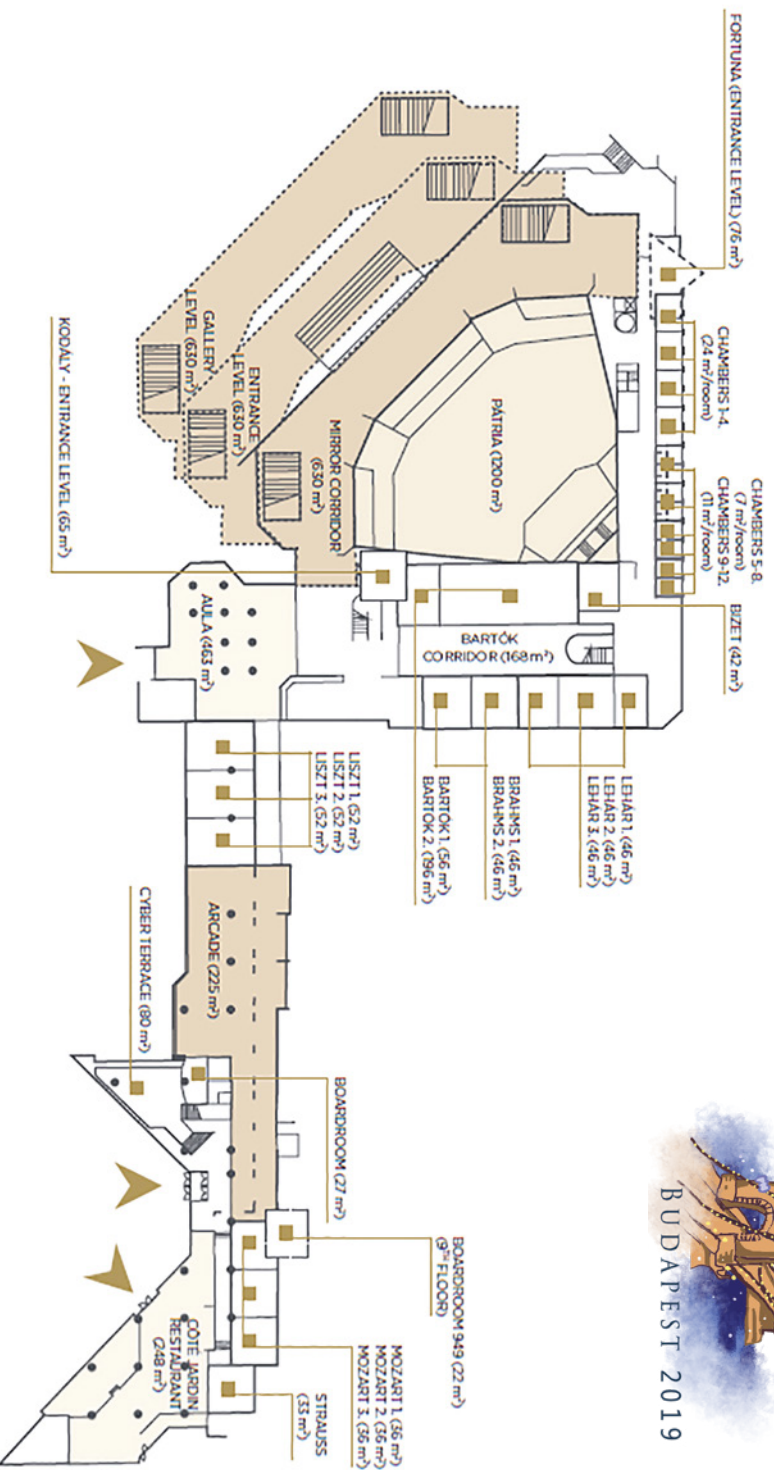 FORTUNA (ENTRANCE LEVEL) (76 m²)
CHAMBERS 1-4.
(24 m²/room)
CHAMBERS 5-8.
(7 m²/room)
CHAMBERS 9-12.
(11 m²/room)
BIZET (42 m²)
PÁTRIA (1200 m²)
MIRROR CORRIDOR
(630 m²)
ENTRANCE
LEVEL (630 m²)
GALLERY
LEVEL (630 m²)
KODÁLY - ENTRANCE LEVEL (65 m²)
BARTÓK
CORRIDOR (168 m²)
LEHÁR 1. (46 m²)
LEHÁR 2. (46 m²)
LEHÁR 3. (46 m²)
BRAHMS 1. (46 m²)
BRAHMS 2. (46 m²)
BARTÓK 1. (56 m²)
BARTÓK 2. (196 m²)
AULA (463 m²)
LISZT 1. (52 m²)
LISZT 2. (52 m²)
LISZT 3. (52 m²)
ARCADE (225 m²)
CYBER TERRACE (80 m²)
BOARDROOM (27 m²)
BOARDROOM 949 (22 m²)
(9TH FLOOR)
MOZART 1. (36 m²)
MOZART 2. (36 m²)
MOZART 3. (36 m²)
STRAUSS
(33 m²)
CÔTÉ JARDIN
RESTAURANT
(248 m²)
BUDAPEST 2019